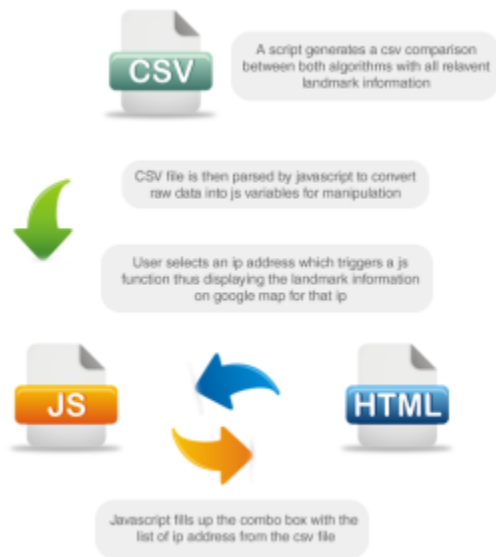 CSV
A script generates a csv comparison
between both algorithms with all relavent
landmark information
CSV file is then parsed by javascript to convert
raw data into js variables for manipulation
User selects an ip address which triggers a js
function thus displaying the landmark information
on google map for that ip
JS
HTML
Javascript fills up the combo box with the
list of ip address from the csv file